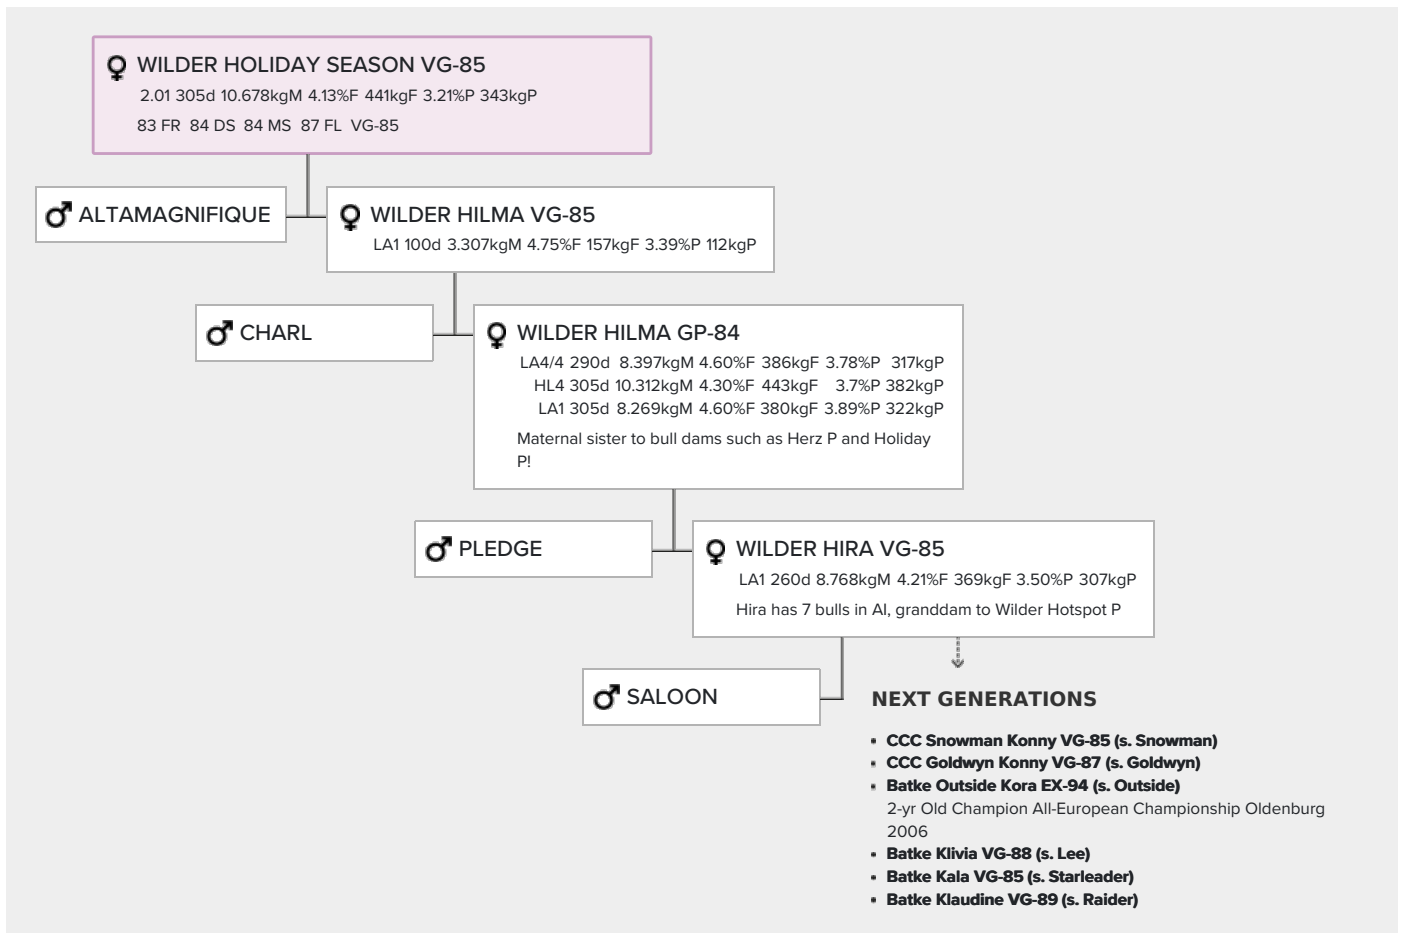 WILDER HOLIDAY SEASON VG-85
2.01 305d 10.678kgM 4.13%F 441kgF 3.21%P 343kgP
83 FR 84 DS 84 MS 87 FL VG-85
ALTAMAGNIFIQUE
WILDER HILMA VG-85
LA1 100d 3.307kgM 4.75%F 157kgF 3.39%P 112kgP
CHARL
WILDER HILMA GP-84
LA4/4 290d 8.397kgM 4.60%F 386kgF 3.78%P 317kgP
HL4 305d 10.312kgM 4.30%F 443kgF 3.7%P 382kgP
LA1 305d 8.269kgM 4.60%F 380kgF 3.89%P 322kgP
Maternal sister to bull dams such as Herz P and Holiday
P!
PLEDGE
WILDER HIRA VG-85
LA1 260d 8.768kgM 4.21%F 369kgF 3.50%P 307kgP
Hira has 7 bulls in AI, granddam to Wilder Hotspot P
SALOON
NEXT GENERATIONS
▪ CCC Snowman Konny VG-85 (s. Snowman)
▪ CCC Goldwyn Konny VG-87 (s. Goldwyn)
▪ Batke Outside Kora EX-94 (s. Outside)
2-yr Old Champion All-European Championship Oldenburg
2006
▪ Batke Klivia VG-88 (s. Lee)
▪ Batke Kala VG-85 (s. Starleader)
▪ Batke Klaudine VG-89 (s. Raider)